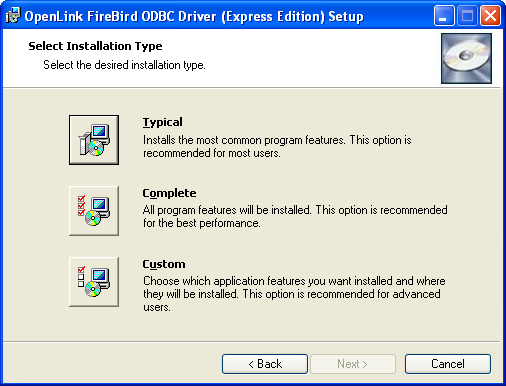 OpenLink FireBird ODBC Driver (Express Edition) Setup
Select Installation Type
Select the desired installation type.
Typical
Installs the most common program features. This option is
recommended for most users.
Complete
All program features will be installed. This option is recommended
for the best performance.
Custom
Choose which application features you want installed and where
they will be installed. This option is recommended for advanced
users.
< Back
Next >
Cancel